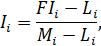 I_i = \frac{FI_i - L_i}{M_i - L_i},